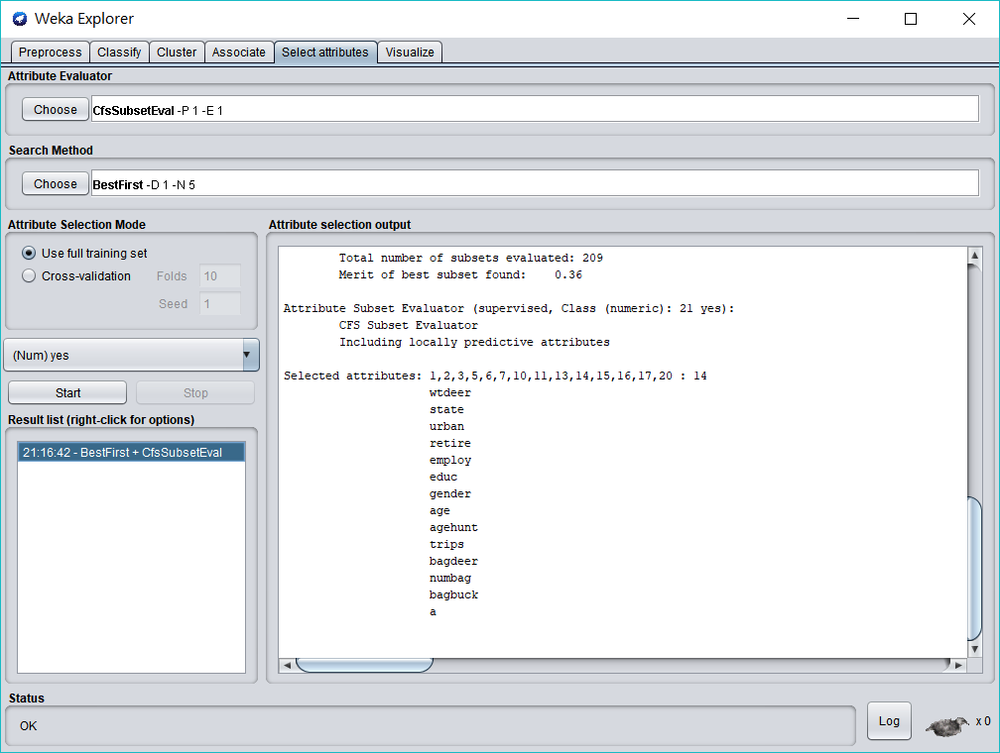 Weka Explorer
Preprocess Classify Cluster Associate Select attributes Visualize
Attribute Evaluator
Choose CfsSubsetEval -P 1 -E 1
Search Method
Choose BestFirst -D 1 -N 5
Attribute Selection Mode
Use full training set
Cross-validation Folds 10
Seed 1
(Num) yes
Start Stop
Result list (right-click for options)
21:16:42 - BestFirst + CfsSubsetEval
Attribute selection output
Total number of subsets evaluated: 209
Merit of best subset found: 0.36
Attribute Subset Evaluator (supervised, Class (numeric): 21 yes):
CFS Subset Evaluator
Including locally predictive attributes
Selected attributes: 1,2,3,5,6,7,10,11,13,14,15,16,17,20 : 14
wtdeer
state
urban
retire
employ
educ
gender
age
agehunt
trips
bagdeer
numbag
bagbuck
a
Status
OK
Log
x 0